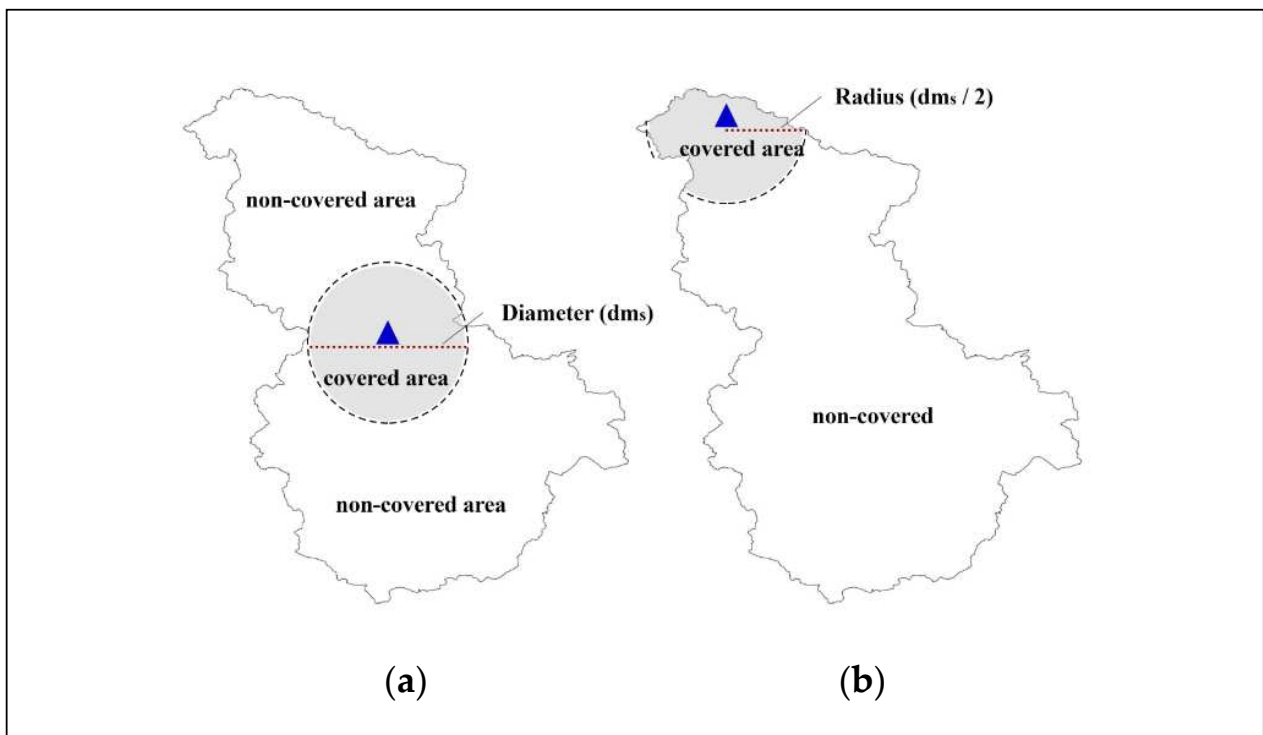 non-covered area
Diameter (dms)
covered area
non-covered area
(a)
Radius (dms / 2)
covered area
non-covered
(b)